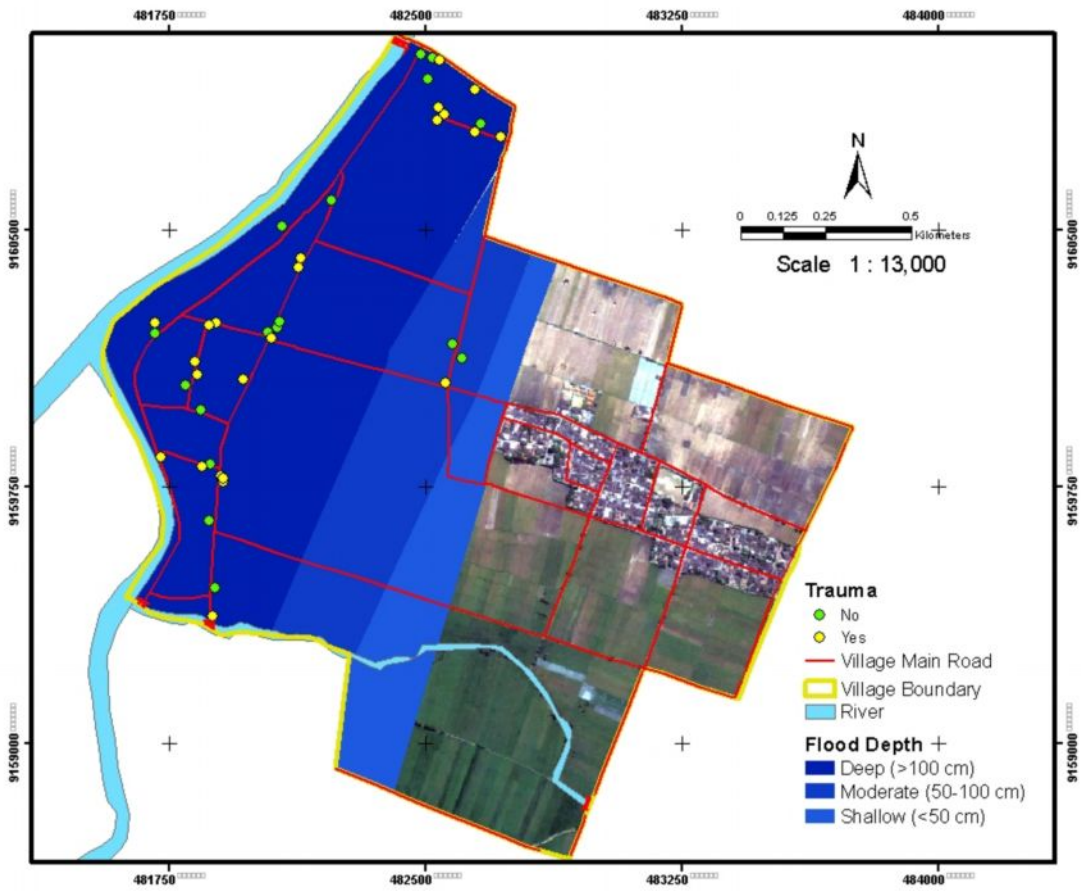 481750 482500 483250 484000
N
0 0.125 0.25 0.5
Kilometers
Scale 1 : 13,000
9160500 9160500
9159750 9159750
9159000 9159000
Trauma
No
Yes
Village Main Road
Village Boundary
River
Flood Depth
Deep (>100 cm)
Moderate (50-100 cm)
Shallow (<50 cm)
481750 482500 483250 484000